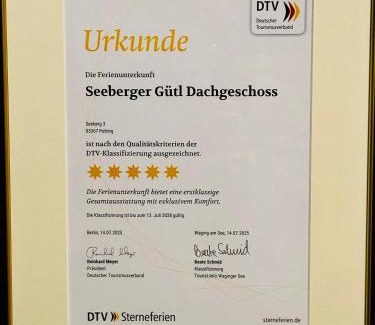 DTV
Deutscher
Tourismusverband
Urkunde
Die Ferienunterkunft
Seeberger Gütl Dachgeschoss
Seeberg 3
83367 Petting
ist nach den Qualitätskriterien der
DTV-Klassifizierung ausgezeichnet.
Die Ferienunterkunft bietet eine erstklassige
Gesamtausstattung mit exklusivem Komfort.
Die Klassifizierung ist bis zum 13. Juli 2028 gültig.
Berlin, 14.07.2025 Waging am See, 14.07.2025
Reinhard Meyer Beate Schmid
Präsident Klassifizierung
Deutscher Tourismusverband Tourist-Info Waginger See
DTV Sterneferien
sterneferien.de